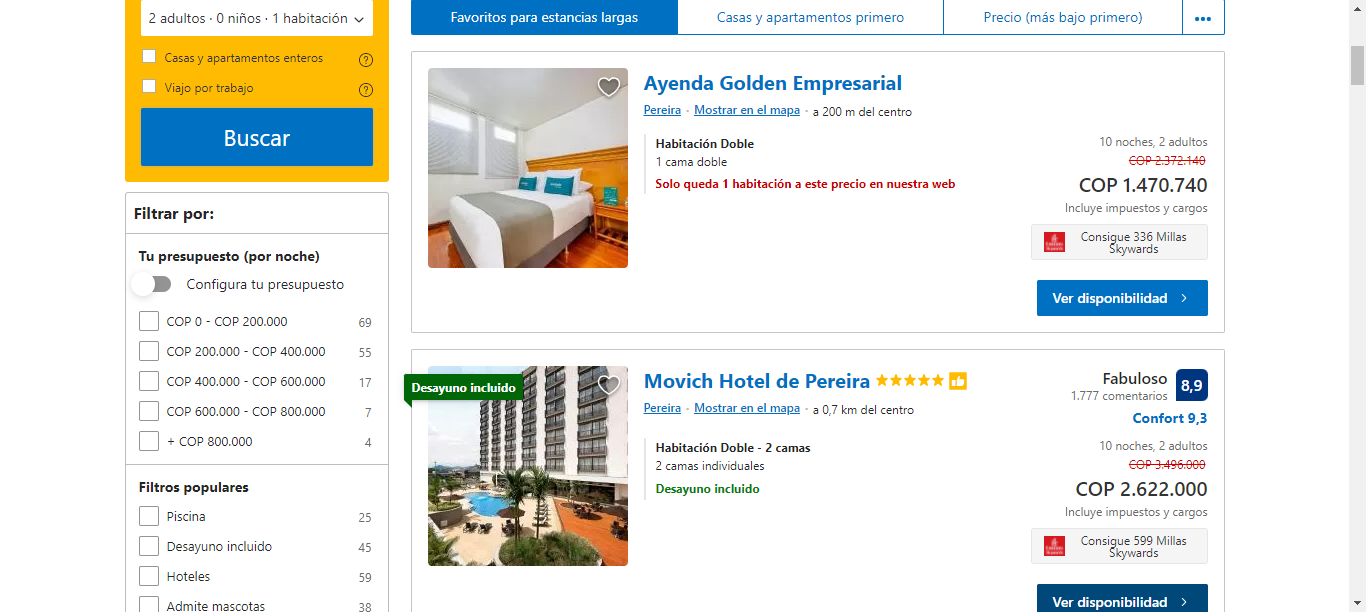 2 adultos · 0 niños · 1 habitación
Casas y apartamentos enteros
Viajo por trabajo
Buscar
Filtrar por:
Tu presupuesto (por noche)
Configura tu presupuesto
COP 0 - COP 200.000 69
COP 200.000 - COP 400.000 55
COP 400.000 - COP 600.000 17
COP 600.000 - COP 800.000 7
+ COP 800.000 4
Filtros populares
Piscina 25
Desayuno incluido 45
Hoteles 59
Admite mascotas 38
Favoritos para estancias largas
Casas y apartamentos primero
Precio (más bajo primero)
Ayenda Golden Empresarial
Pereira · Mostrar en el mapa · a 200 m del centro
Habitación Doble
1 cama doble
Solo queda 1 habitación a este precio en nuestra web
10 noches, 2 adultos
COP 2.372.140
COP 1.470.740
Incluye impuestos y cargos
Consigue 336 Millas
Skywards
Ver disponibilidad
Desayuno incluido
Movich Hotel de Pereira
Pereira · Mostrar en el mapa · a 0,7 km del centro
Habitación Doble - 2 camas
2 camas individuales
Desayuno incluido
Fabuloso
1.777 comentarios
8,9
Confort 9,3
10 noches, 2 adultos
COP 3.496.000
COP 2.622.000
Incluye impuestos y cargos
Consigue 599 Millas
Skywards
Ver disponibilidad